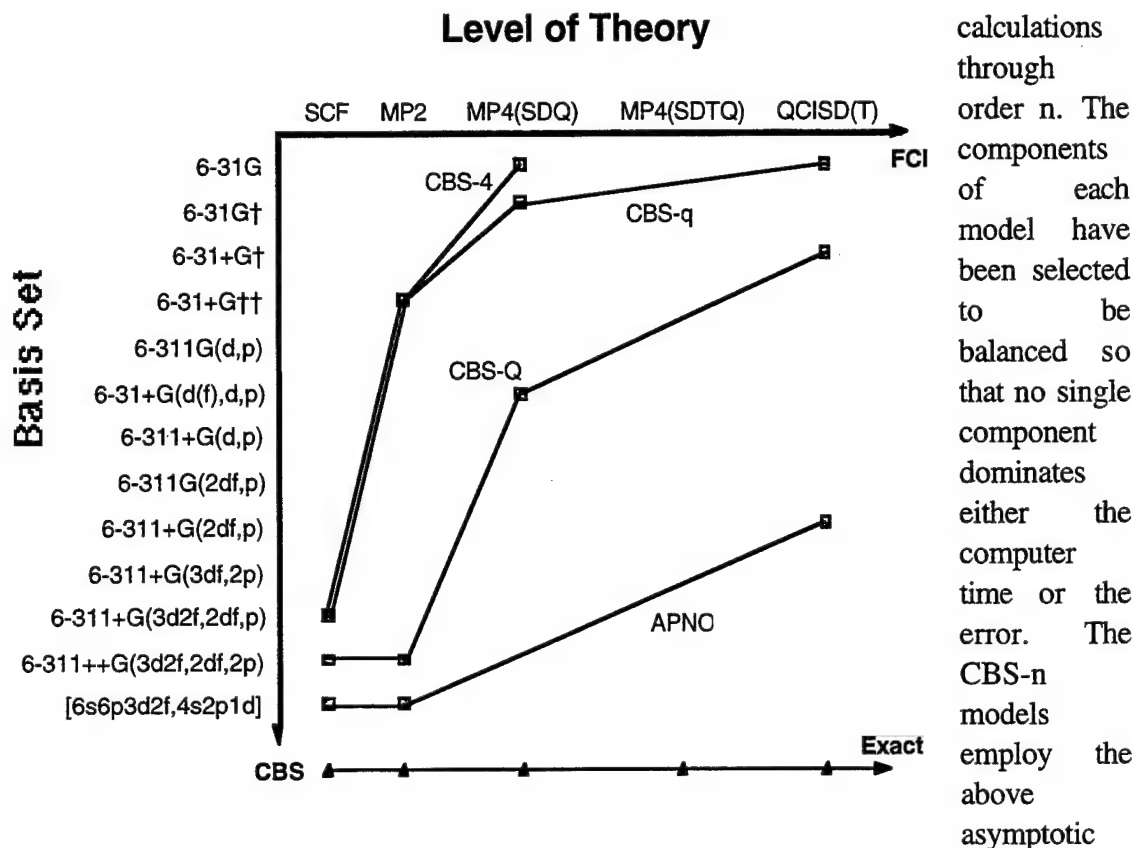 Level of Theory
SCF MP2 MP4(SDQ) MP4(SDTQ) QCISD(T)
FCI
Basis Set
6-31G
6-31G†
6-31+G†
6-31+G††
6-311G(d,p)
6-31+G(d(f),d,p)
6-311+G(d,p)
6-311G(2df,p)
6-311+G(2df,p)
6-311+G(3df,2p)
6-311+G(3d2f,2df,p)
6-311++G(3d2f,2df,2p)
[6s6p3d2f,4s2p1d]
CBS
CBS-4
CBS-q
CBS-Q
APNO
Exact
calculations
through
order n. The
components
of each
model have
been selected
to be
balanced so
that no single
component
dominates
either the
computer
time or the
error. The
CBS-n
models
employ the
above
asymptotic